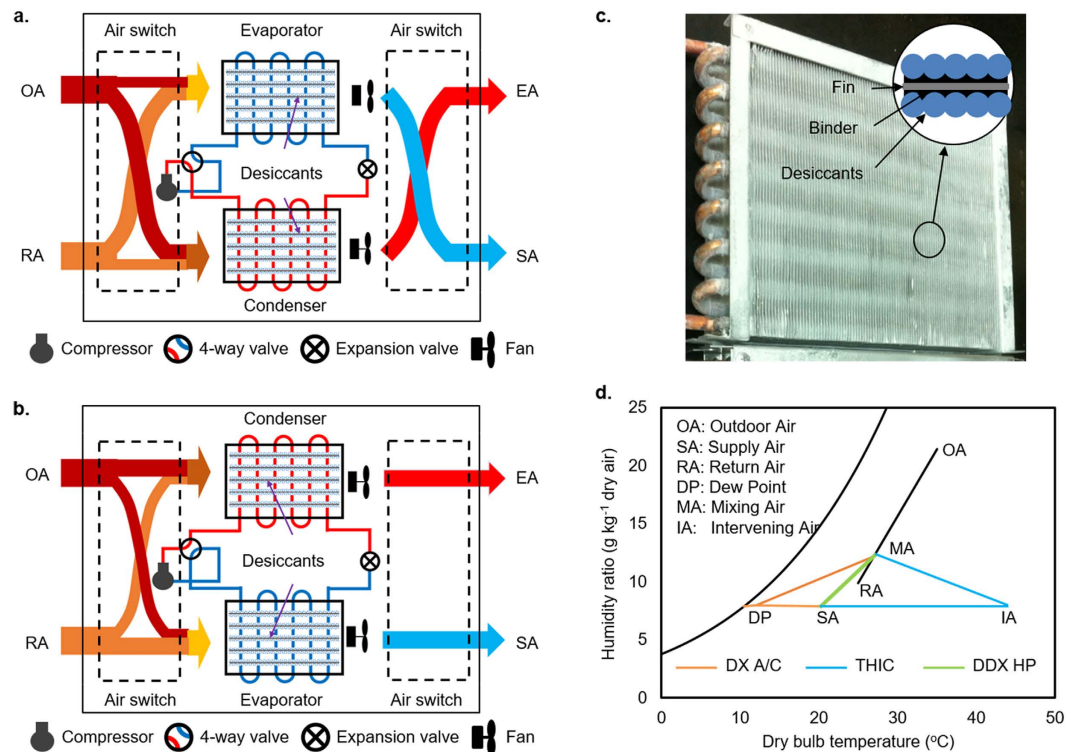 a.
Air switch Evaporator Air switch
OA EA
Desiccants
RA SA
Condenser
Compressor 4-way valve Expansion valve Fan
b.
Condenser
OA EA
Desiccants
RA SA
Air switch Evaporator Air switch
Compressor 4-way valve Expansion valve Fan
c.
Fin
Binder
Desiccants
d.
25
20
15
10
5
0
0 10 20 30 40 50
Humidity ratio (g kg⁻¹ dry air)
Dry bulb temperature (ºC)
OA: Outdoor Air
SA: Supply Air
RA: Return Air
DP: Dew Point
MA: Mixing Air
IA: Intervening Air
OA
MA
RA
DP SA IA
DX A/C THIC DDX HP